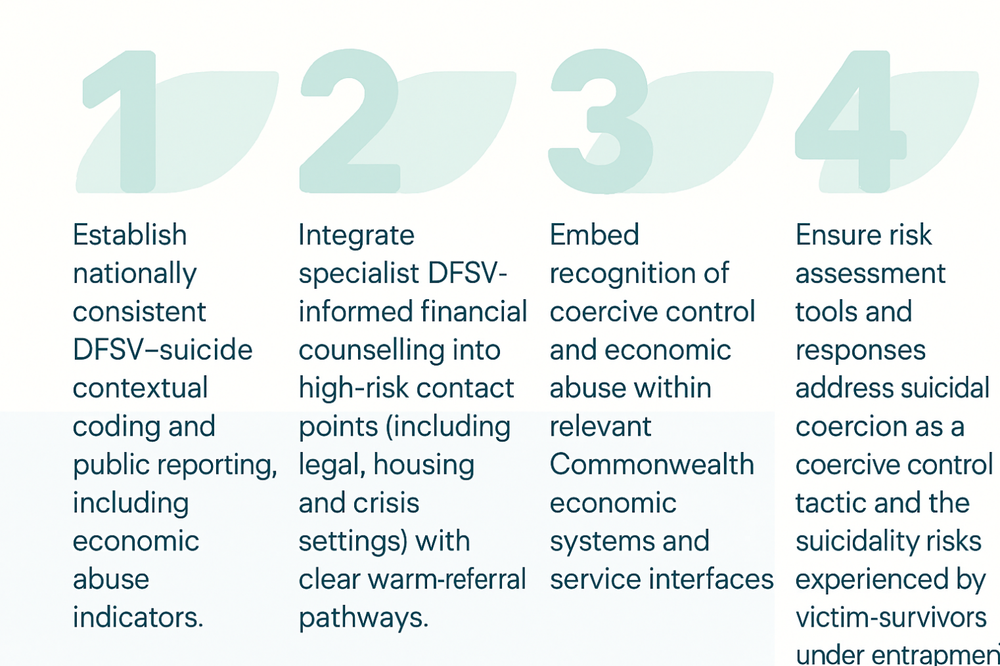 1
Establish
nationally
consistent
DFSV–suicide
contextual
coding and
public reporting,
including
economic
abuse
indicators.
2
Integrate
specialist DFSV-
informed financial
counselling into
high-risk contact
points (including
legal, housing
and crisis
settings) with
clear warm-referral
pathways.
3
Embed
recognition of
coercive control
and economic
abuse within
relevant
Commonwealth
economic
systems and
service interfaces
4
Ensure risk
assessment
tools and
responses
address suicidal
coercion as a
coercive control
tactic and the
suicidality risks
experienced by
victim-survivors
under